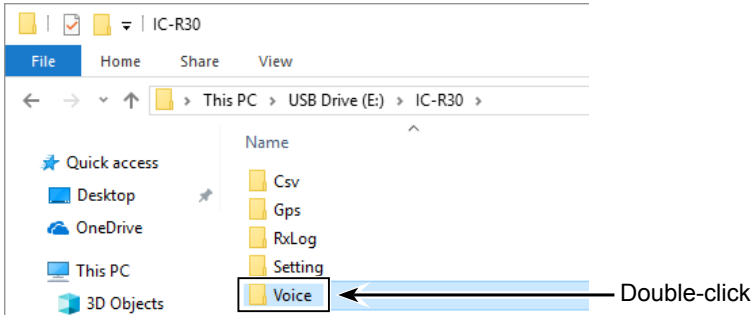 IC-R30
File Home Share View
This PC > USB Drive (E:) > IC-R30 >
Name
Quick access
Desktop
OneDrive
This PC
3D Objects
Csv
Gps
RxLog
Setting
Voice
Double-click